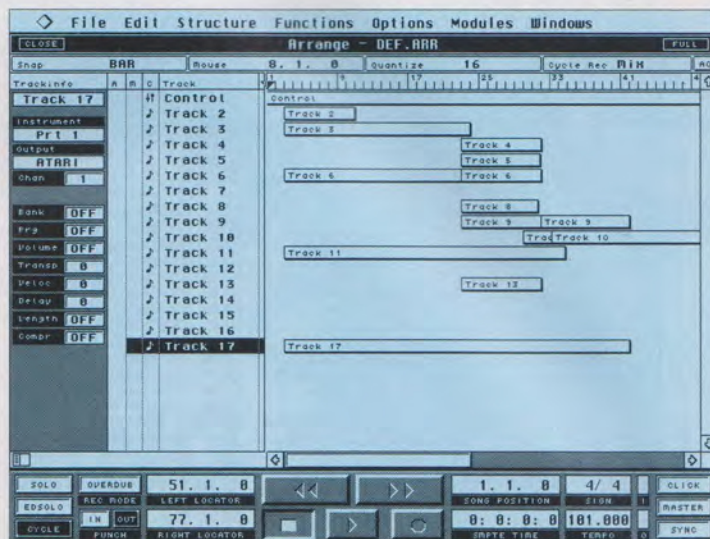 File Edit Structure Functions Options Modules Windows
CLOSE Arrange - DEF.ARR FULL
Snap BAR Mouse 8. 1. 0 Quantize 16 Cycle Rec MIX
TrackInfo A M C Track 1 9 17 25 33 41
Track 17
Instrument
Prt 1
Output
ATARI
Chan 1
Bank OFF
Prg OFF
Volume OFF
Transp 0
Veloc 0
Delay 0
Length OFF
Compr OFF
Control Control
Track 2 Track 2
Track 3 Track 3
Track 4 Track 4
Track 5 Track 5
Track 6 Track 6 Track 6
Track 7
Track 8 Track 8
Track 9 Track 9 Track 9
Track 10 Trac Track 10
Track 11 Track 11
Track 12
Track 13 Track 13
Track 14
Track 15
Track 16
Track 17 Track 17
SOLO OVERDUB 51. 1. 0 1. 1. 0 4/ 4 CLICK
EDSOLO REC MODE LEFT LOCATOR SONG POSITION SIGN MASTER
CYCLE IN OUT 77. 1. 0 0: 0: 0: 0 101.000 SYNC
PUNCH RIGHT LOCATOR SMPTE TIME TEMPO